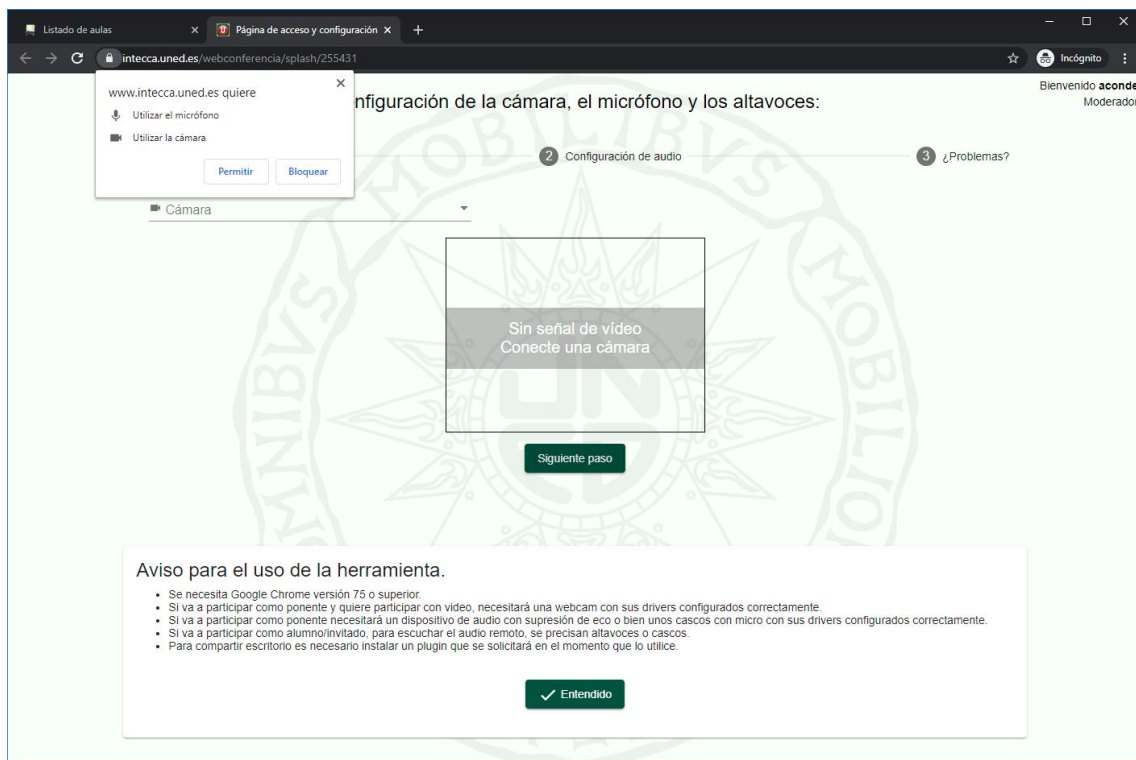 Listado de aulas
Página de acceso y configuración
intecca.uned.es/webconferencia/splash/255431
Incógnito
www.intecca.uned.es quiere
Utilizar el micrófono
Utilizar la cámara
Permitir Bloquear
nfiguración de la cámara, el micrófono y los altavoces:
Bienvenido aconde
Moderador
2 Configuración de audio
3 ¿Problemas?
Cámara
Sin señal de vídeo
Conecte una cámara
Siguiente paso
OMNIBVS MOBILIBVS MOBILIOR
UNED
Aviso para el uso de la herramienta.
• Se necesita Google Chrome versión 75 o superior.
• Si va a participar como ponente y quiere participar con video, necesitará una webcam con sus drivers configurados correctamente.
• Si va a participar como ponente necesitará un dispositivo de audio con supresión de eco o bien unos cascos con micro con sus drivers configurados correctamente.
• Si va a participar como alumno/invitado, para escuchar el audio remoto, se precisan altavoces o cascos.
• Para compartir escritorio es necesario instalar un plugin que se solicitará en el momento que lo utilice.
Entendido